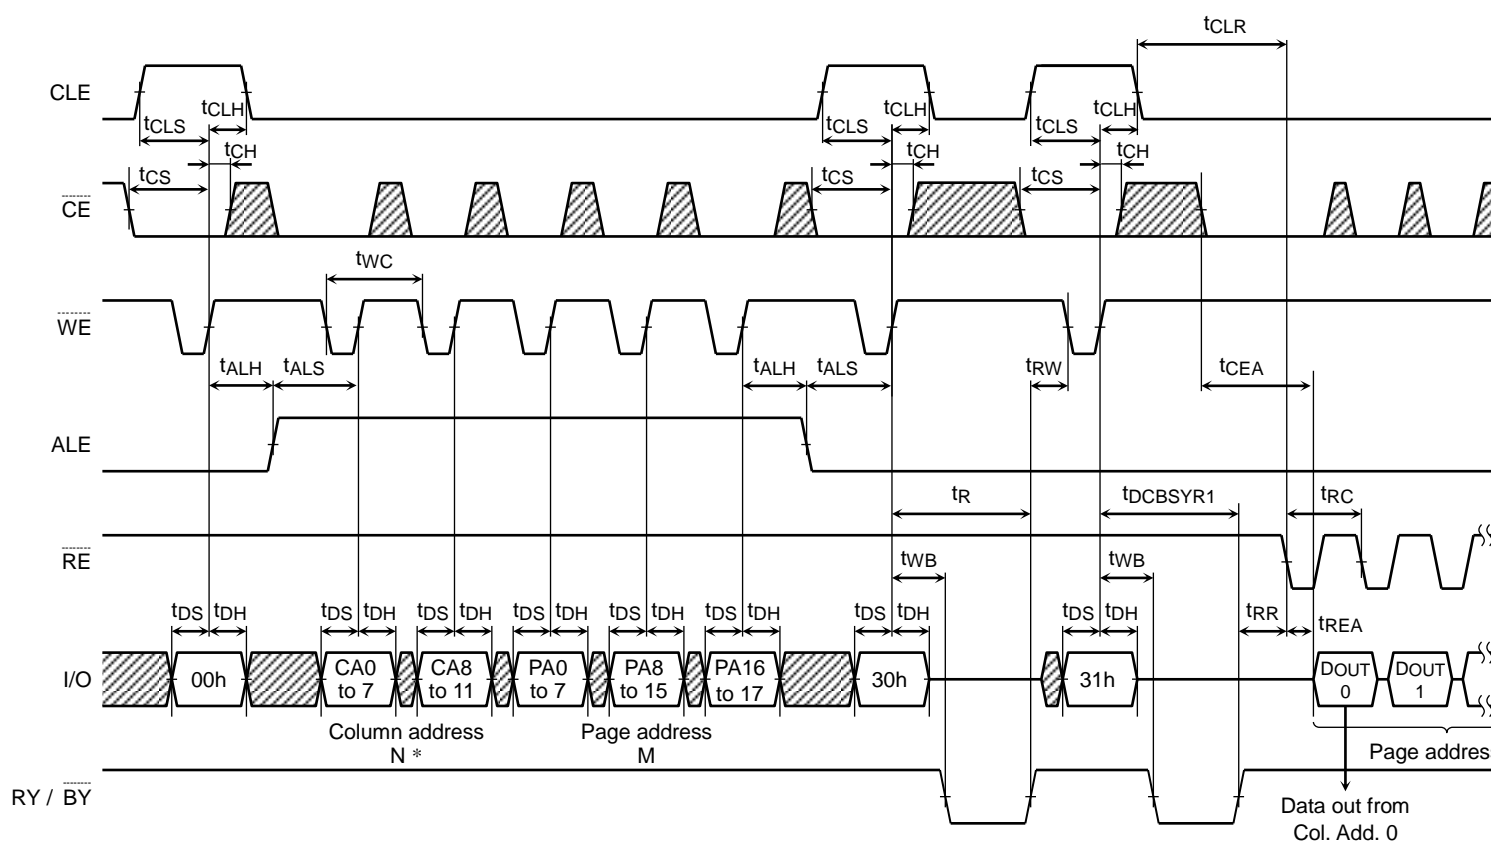 tCLR
CLE
tCLS
tCLH
tCLS
tCLH
tCLS
tCLH
tCH
tCH
tCH
CE
tCS
tCS
tCS
tWC
WE
tALH
tALS
tALH
tALS
tRW
tCEA
ALE
tR
tDCBSYR1
tRC
RE
tWB
tWB
tDS
tDH
tDS
tDH
tDS
tDH
tDS
tDH
tDS
tDH
tDS
tDH
tDS
tDH
tDS
tDH
tRR
tREA
I/O
00h
CA0
to 7
CA8
to 11
PA0
to 7
PA8
to 15
PA16
to 17
30h
31h
DOUT
0
DOUT
1
Column address
N *
Page address
M
Page address
RY / BY
Data out from
Col. Add. 0